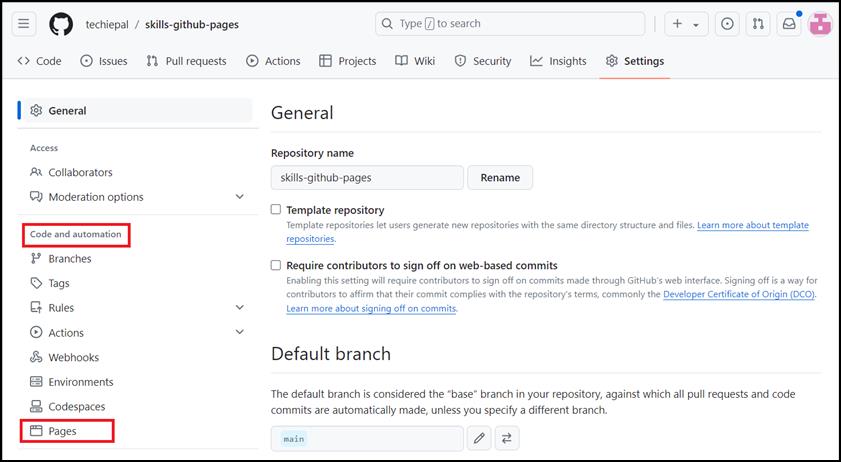 techiepal / skills-github-pages
Type / to search
Code Issues Pull requests Actions Projects Wiki Security Insights Settings
General
Access
Collaborators
Moderation options
Code and automation
Branches
Tags
Rules
Actions
Webhooks
Environments
Codespaces
Pages
General
Repository name
skills-github-pages Rename
Template repository
Template repositories let users generate new repositories with the same directory structure and files. Learn more about template
repositories.
Require contributors to sign off on web-based commits
Enabling this setting will require contributors to sign off on commits made through GitHub's web interface. Signing off is a way for
contributors to affirm that their commit complies with the repository's terms, commonly the Developer Certificate of Origin (DCO).
Learn more about signing off on commits.
Default branch
The default branch is considered the "base" branch in your repository, against which all pull requests and code
commits are automatically made, unless you specify a different branch.
main